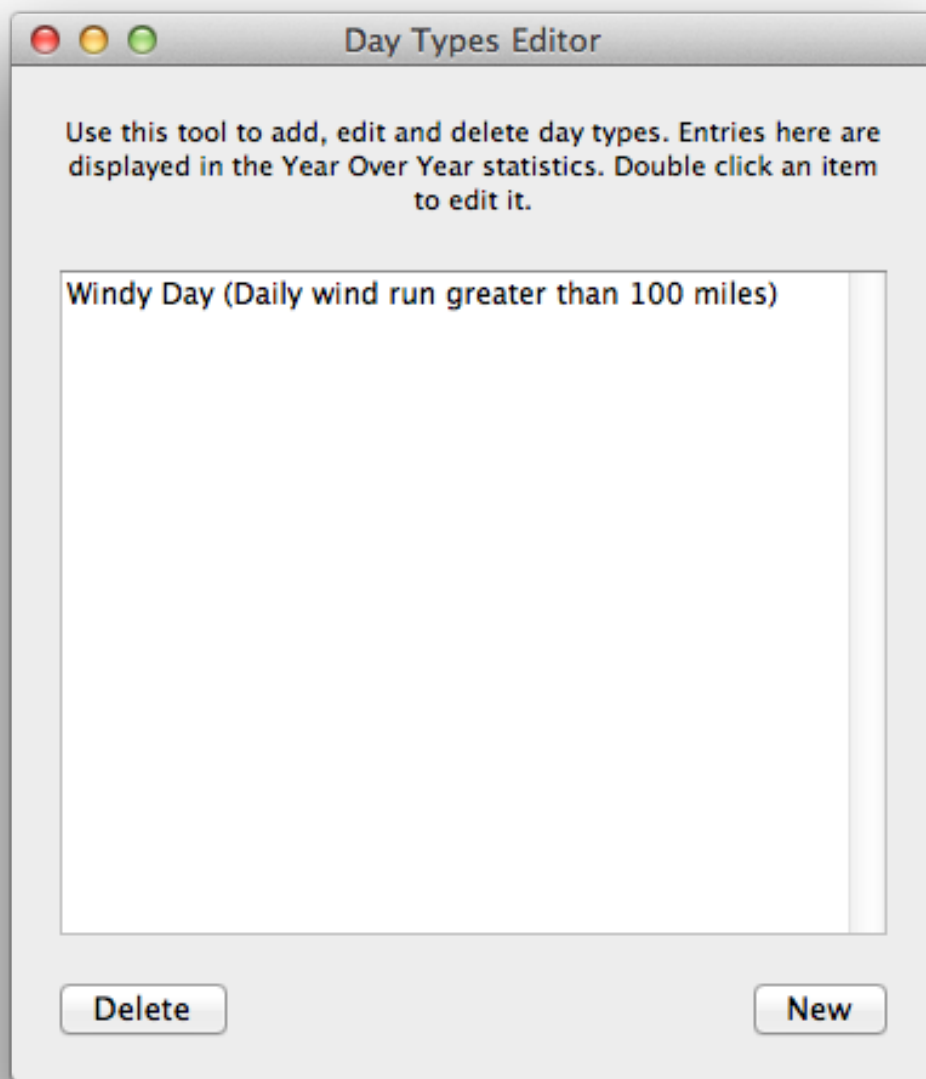 Day Types Editor
Use this tool to add, edit and delete day types. Entries here are
displayed in the Year Over Year statistics. Double click an item
to edit it.
Windy Day (Daily wind run greater than 100 miles)
Delete
New